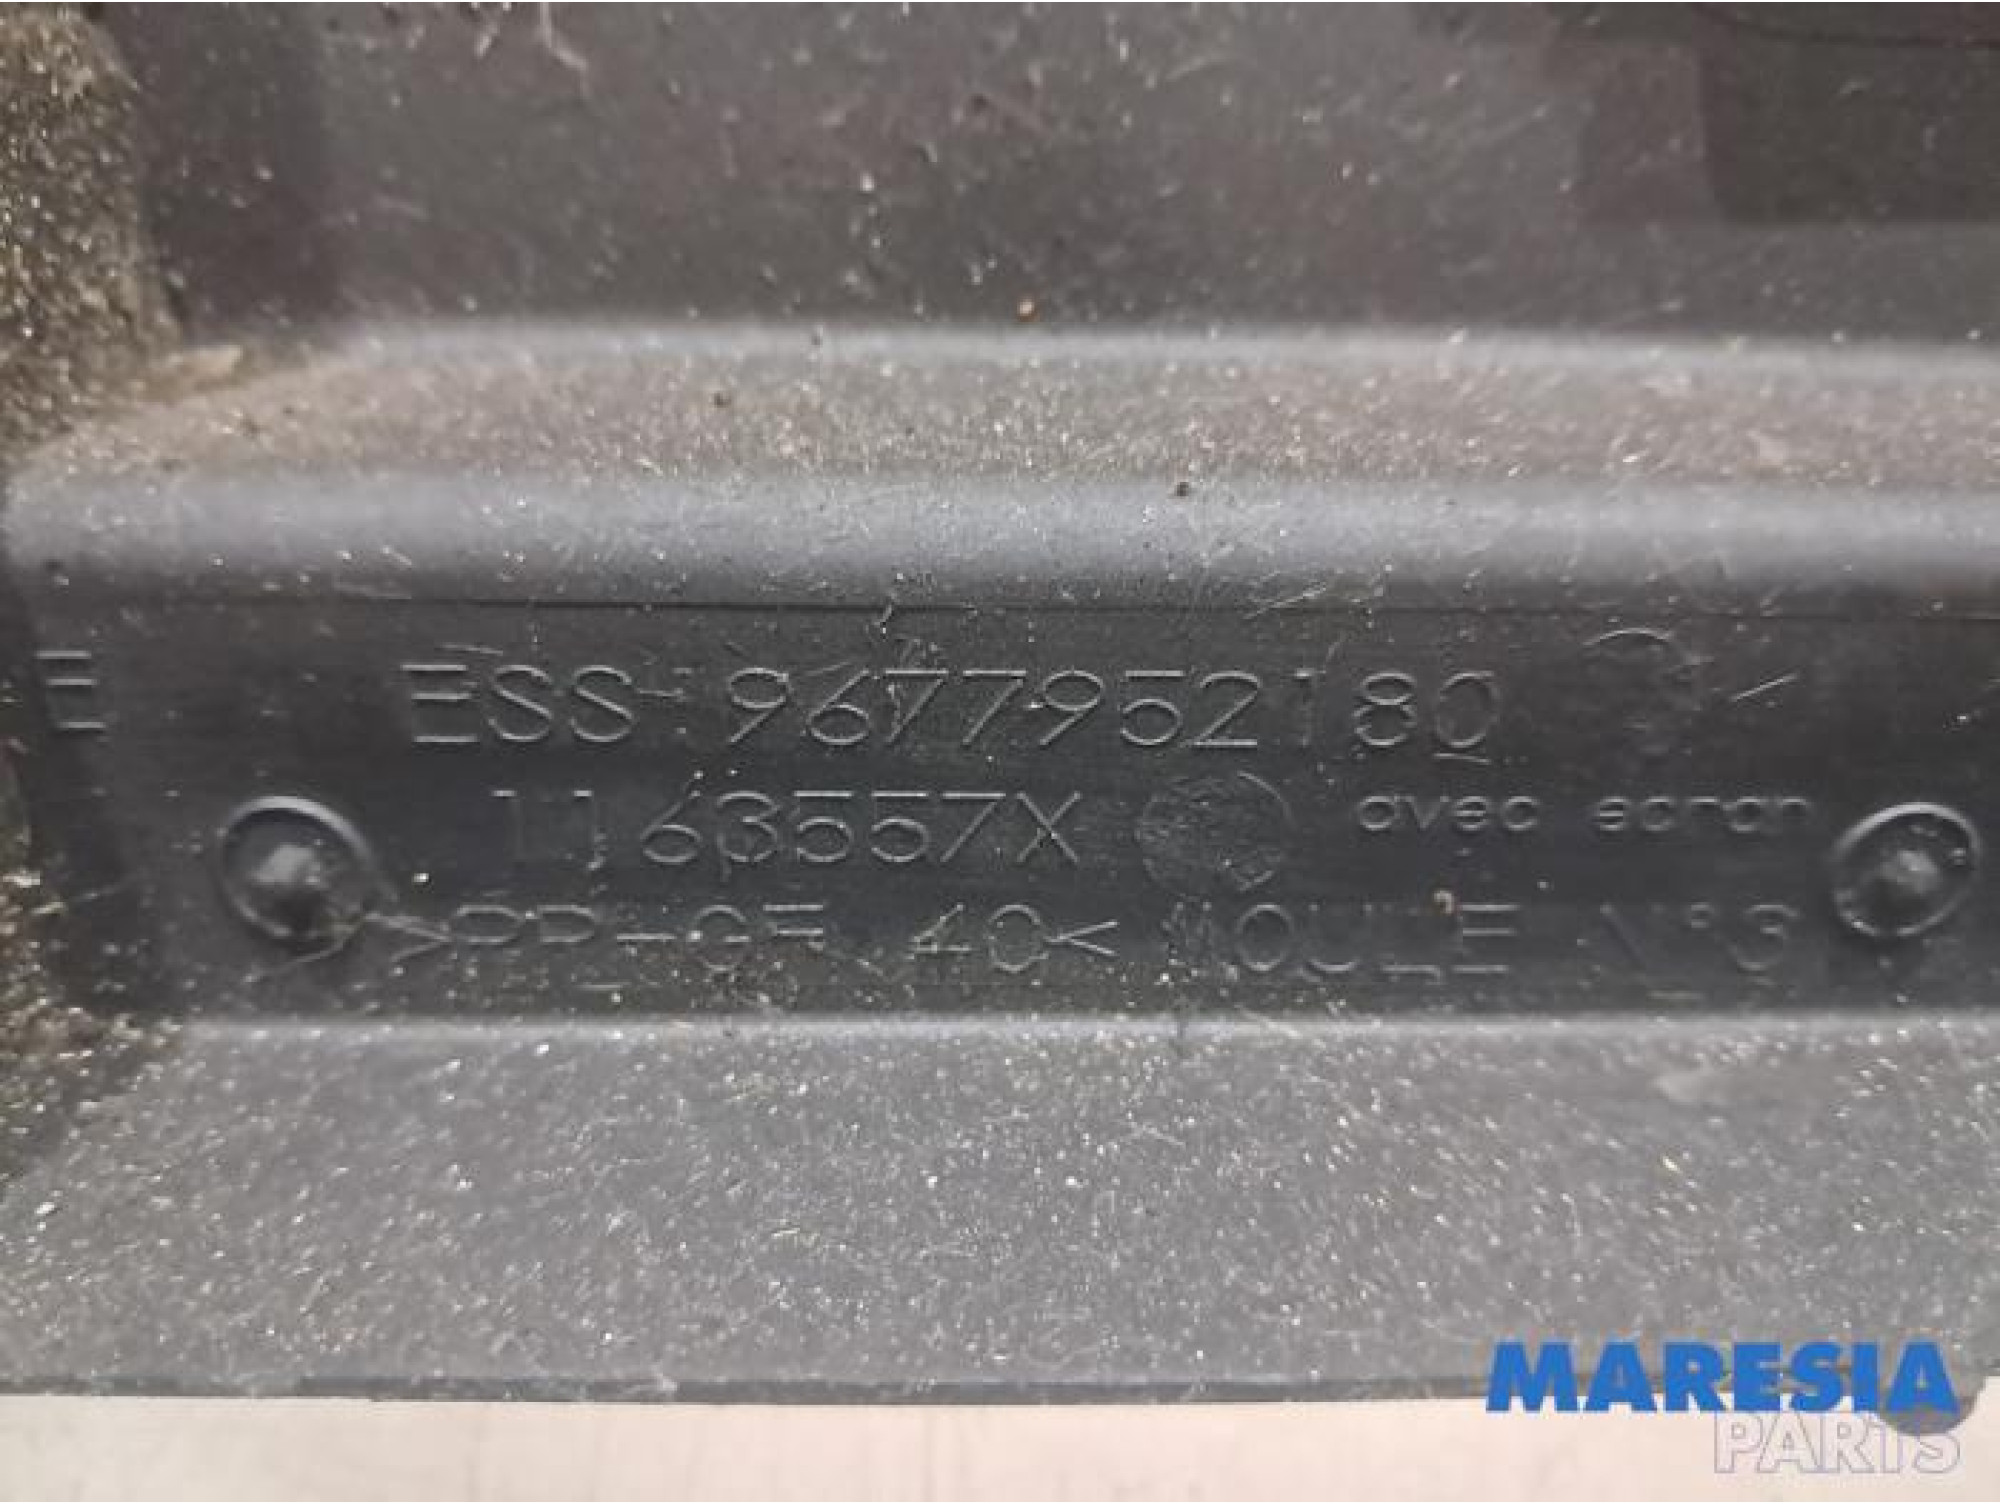 E ESS-9677952180
1163557X avec ecran
>PP-GF 40< MOULE N°3
MARESIA
PARTS